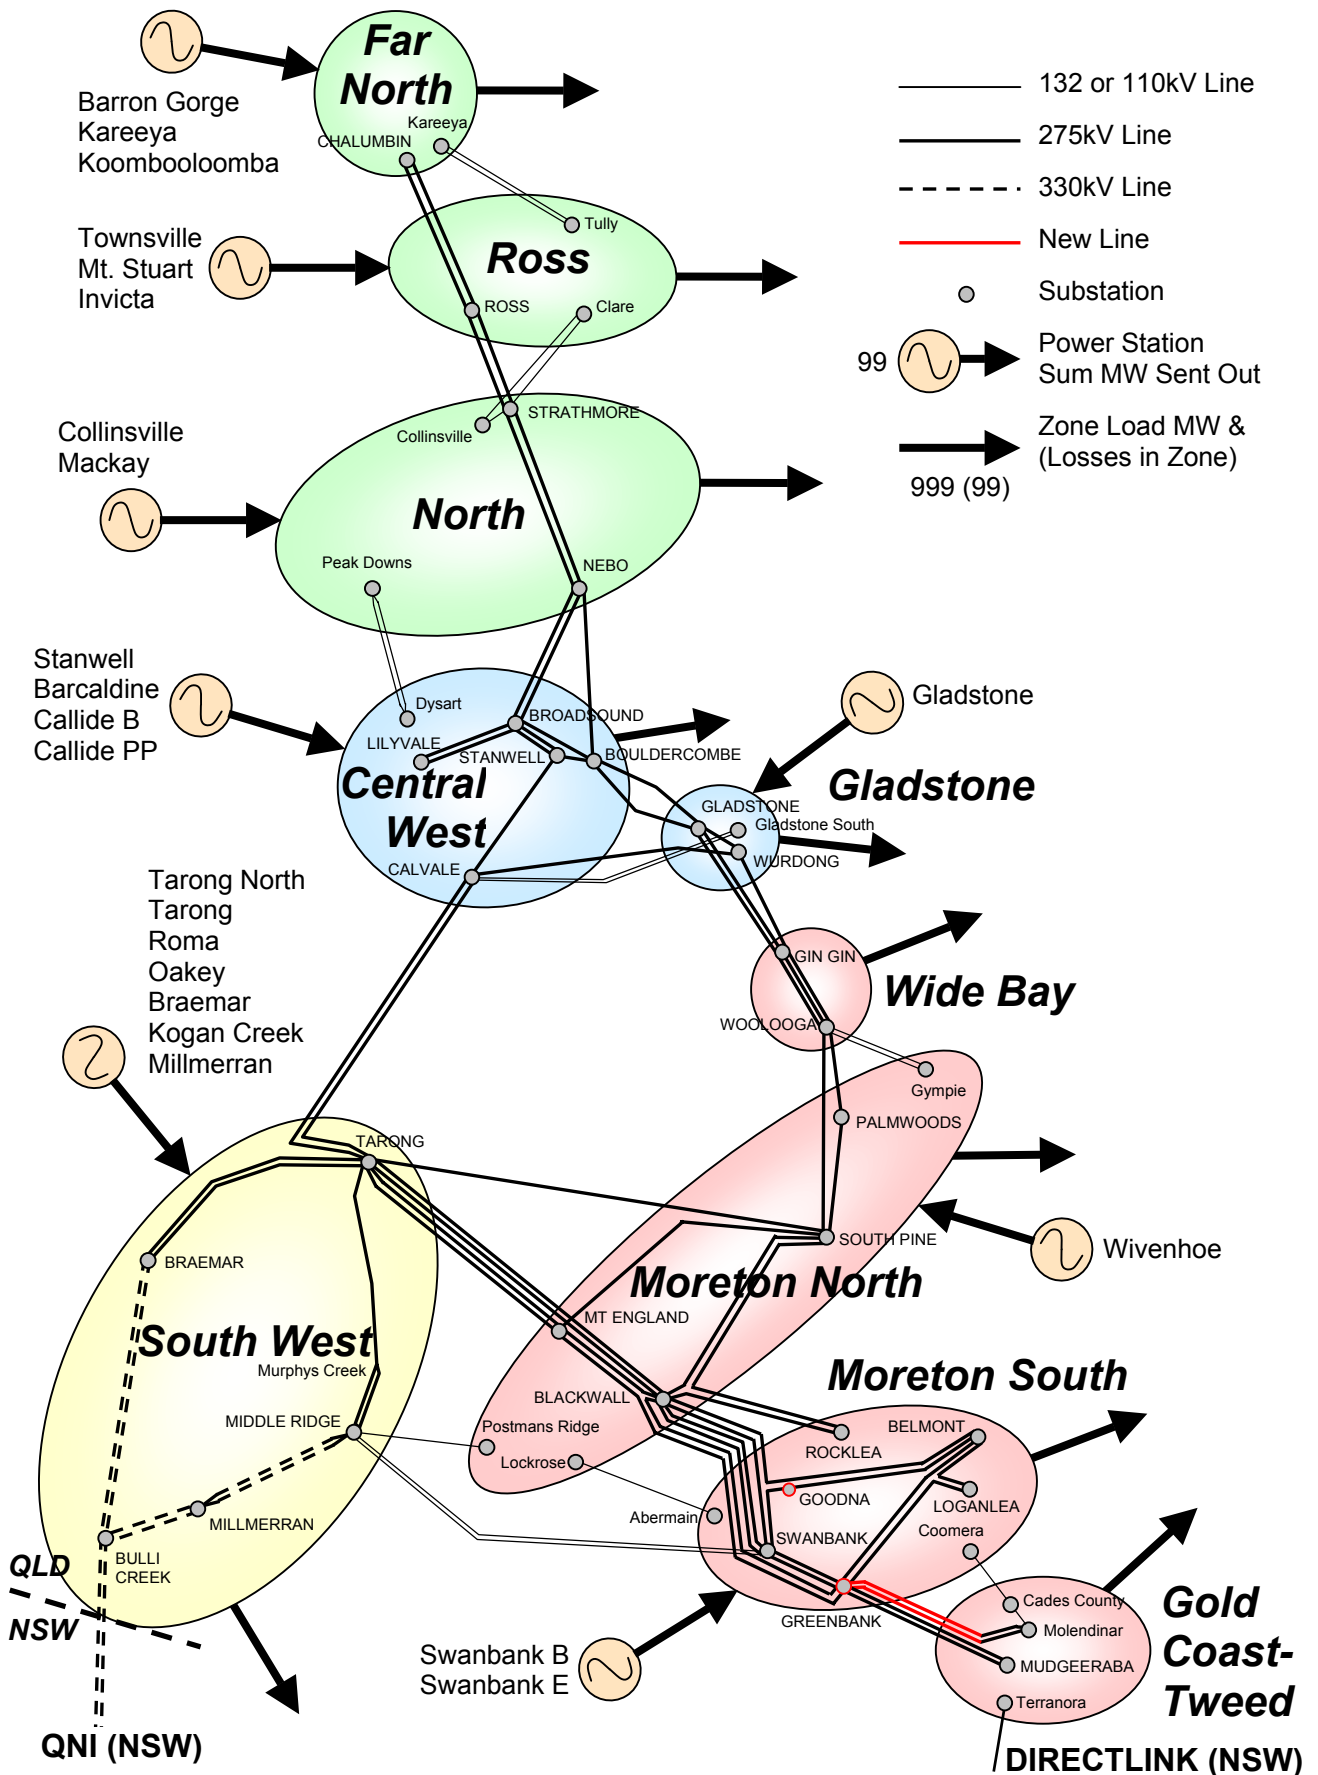 Far
North
Kareeya
CHALUMBIN
Barron Gorge
Kareeya
Koombooloomba
132 or 110kV Line
275kV Line
330kV Line
New Line
Substation
99
Power Station
Sum MW Sent Out
Zone Load MW &
(Losses in Zone)
999 (99)
Townsville
Mt. Stuart
Invicta
Tully
Ross
ROSS
Clare
Collinsville
Mackay
STRATHMORE
Collinsville
North
Peak Downs
NEBO
Stanwell
Barcaldine
Callide B
Callide PP
Dysart
BROADSOUND
LILYVALE
STANWELL
BOULDERCOMBE
Central
West
CALVALE
Gladstone
Gladstone
GLADSTONE
Gladstone South
WURDONG
Tarong North
Tarong
Roma
Oakey
Braemar
Kogan Creek
Millmerran
GIN GIN
Wide Bay
WOOLOOGA
Gympie
PALMWOODS
TARONG
SOUTH PINE
Wivenhoe
BRAEMAR
Moreton North
MT ENGLAND
South West
Murphys Creek
Moreton South
BLACKWALL
MIDDLE RIDGE
Postmans Ridge
Lockrose
BELMONT
ROCKLEA
GOODNA
LOGANLEA
Abermain
Coomera
MILLMERRAN
SWANBANK
BULLI
CREEK
QLD
NSW
GREENBANK
Cades County
Molendinar
MUDGEERABA
Terranora
Gold
Coast-
Tweed
Swanbank B
Swanbank E
QNI (NSW)
DIRECTLINK (NSW)